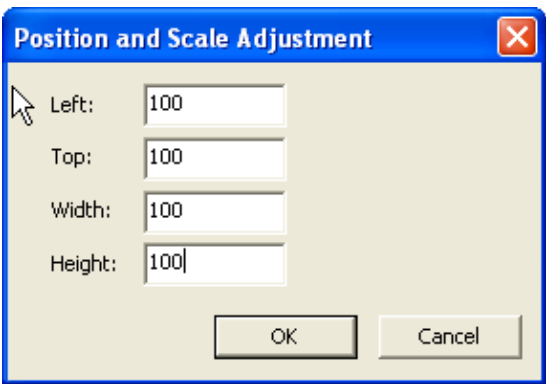 Position and Scale Adjustment
Left: 100
Top: 100
Width: 100
Height: 100
OK Cancel